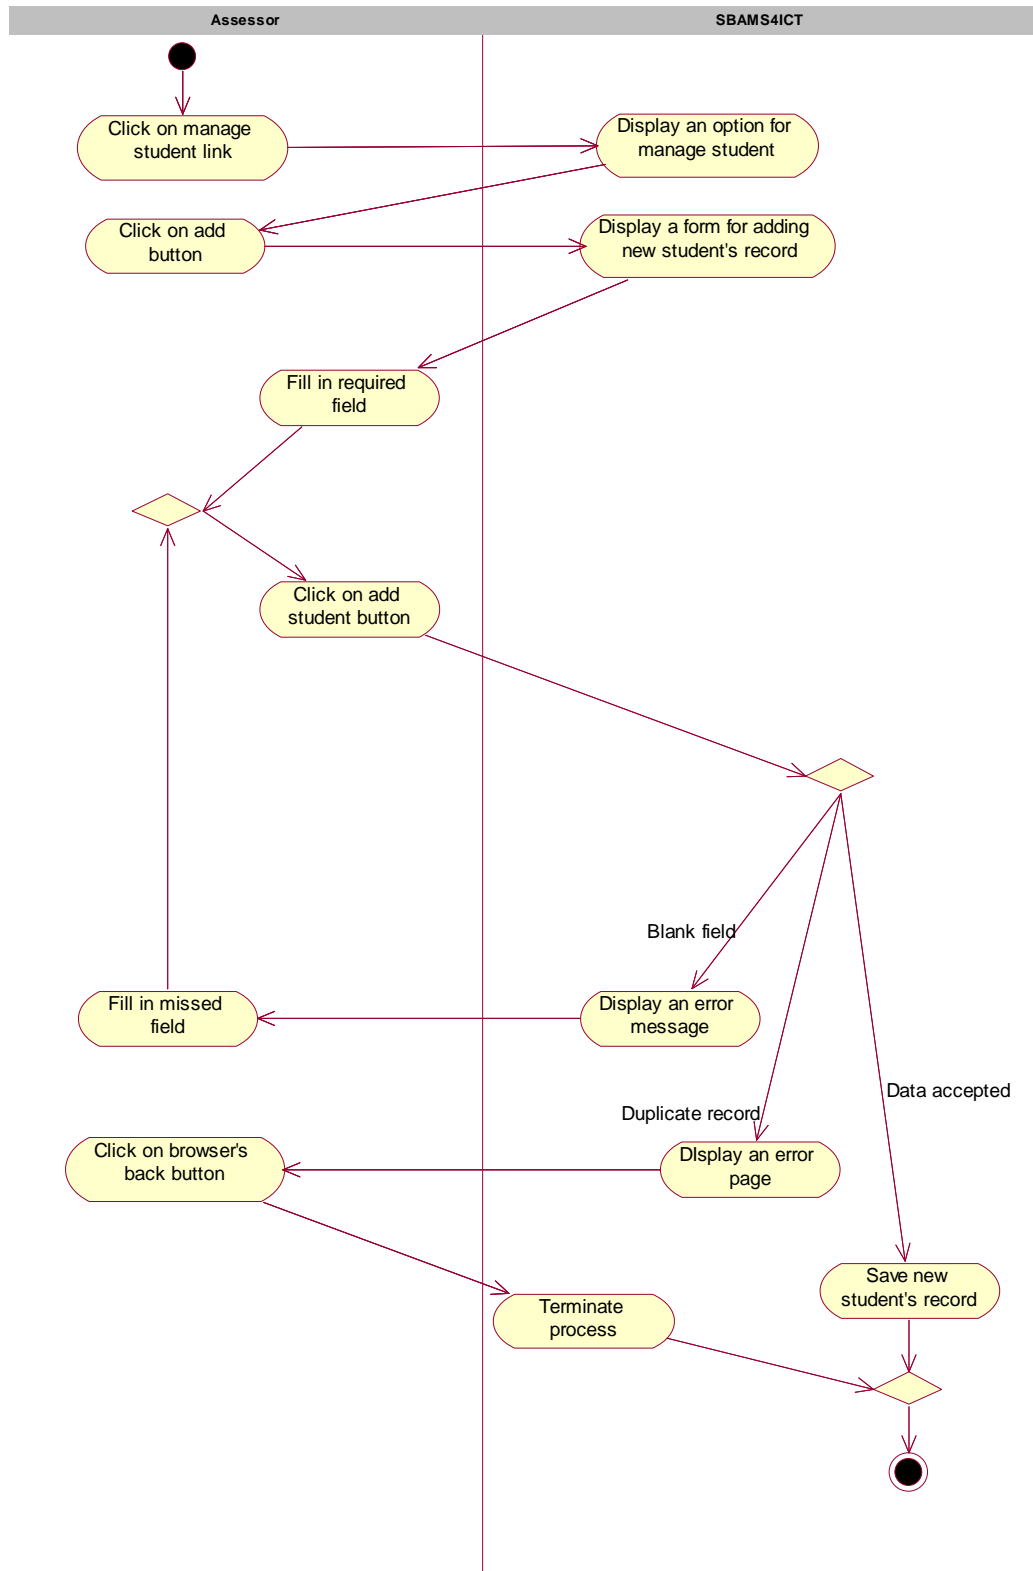 Assessor
SBAMS4ICT
Click on manage
student link
Display an option for
manage student
Click on add
button
Display a form for adding
new student's record
Fill in required
field
Click on add
student button
Blank field
Fill in missed
field
Display an error
message
Data accepted
Duplicate record
Click on browser's
back button
DIsplay an error
page
Save new
student's record
Terminate
process